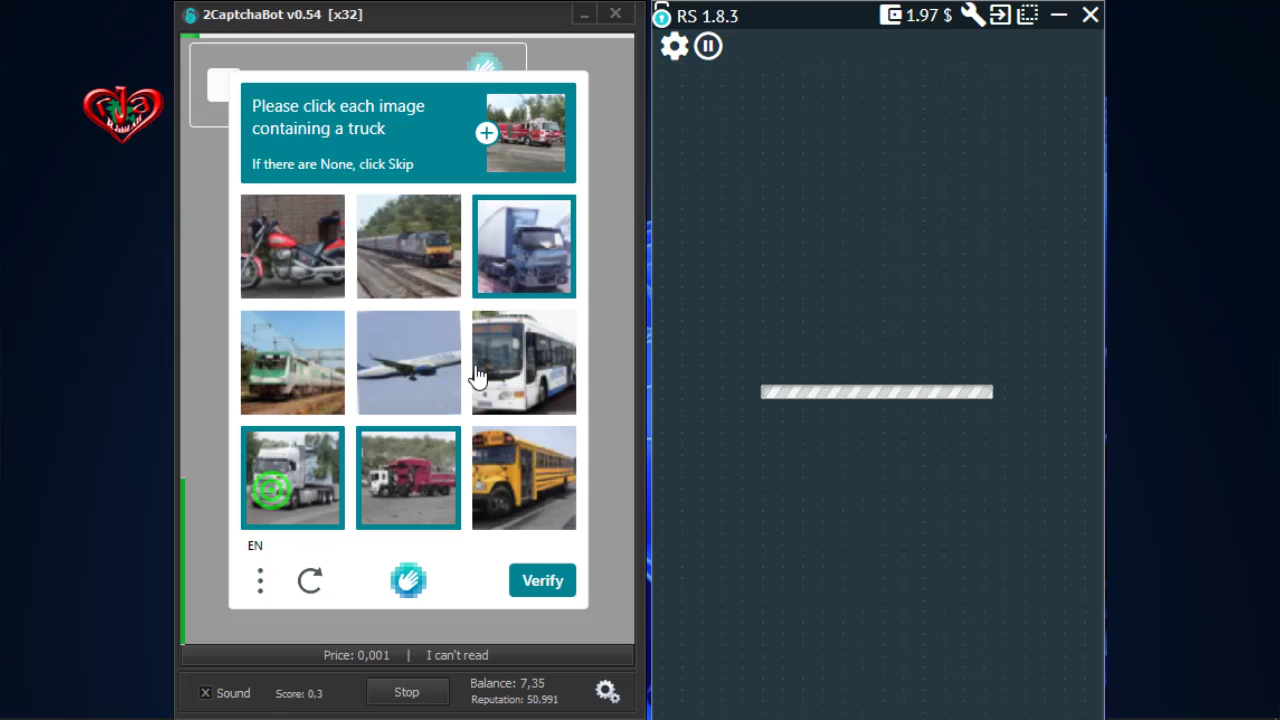 2CaptchaBot v0.54 [x32]
Please click each image
containing a truck
If there are None, click Skip
EN
Verify
Price: 0,001 | I can't read
Sound
Score: 0,3
Stop
Balance: 7,35
Reputation: 50,991
RS 1.8.3
1.97 $